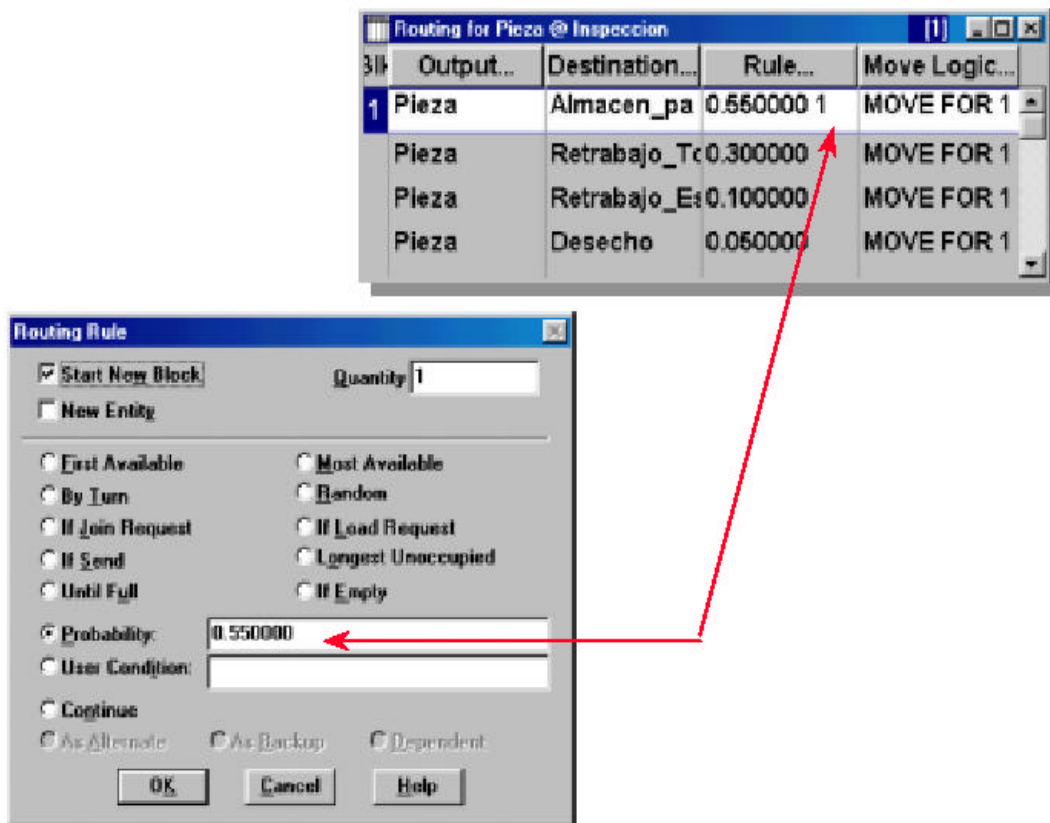 Routing for Pieza @ Inspeccion [1]
Blk Output... Destination... Rule... Move Logic...
1 Pieza Almacen_pa 0.550000 1 MOVE FOR 1
Pieza Retrabajo_To 0.300000 MOVE FOR 1
Pieza Retrabajo_Es 0.100000 MOVE FOR 1
Pieza Desecho 0.050000 MOVE FOR 1
Routing Rule
Start New Block Quantity 1
New Entity
First Available Most Available
By Turn Random
If Join Request If Load Request
If Send Longest Unoccupied
Until Full If Empty
Probability: 0.550000
User Condition:
Continue
As Alternate As Backup Dependent
OK Cancel Help